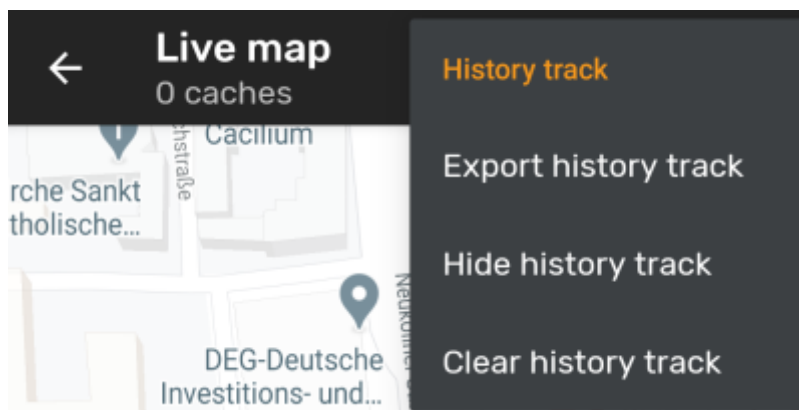 Live map
0 caches
History track
Export history track
Hide history track
Clear history track
Cacilium
rche Sankt
tholische...
chstraße
DEG-Deutsche
Investitions- und...